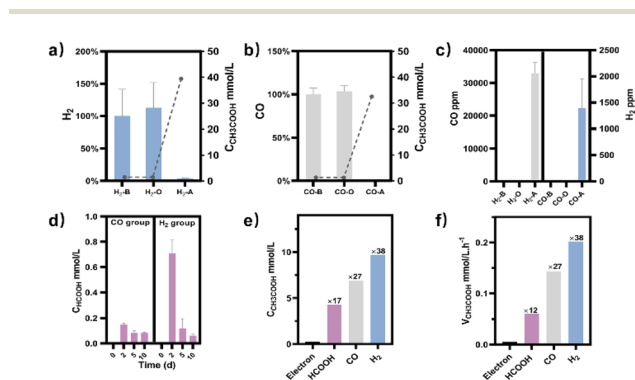 a)
200%
150%
100%
50%
0%
H2
50
40
30
20
10
0
CCH3COOH mmol/L
H2-B
H2-O
H2-A
b)
150%
100%
50%
0%
CO
50
40
30
20
10
0
CCH3COOH mmol/L
CO-B
CO-O
CO-A
c)
40000
30000
20000
10000
0
CO ppm
2500
2000
1500
1000
500
0
H2 ppm
H2-B
H2-O
H2-A
CO-B
CO-O
CO-A
d)
CO group
H2 group
1.0
0.8
0.6
0.4
0.2
0.0
CHCOOH mmol/L
0 2 5 10 0 2 5 10
Time (d)
e)
10
5
0
CCH3COOH mmol/L
×17
×27
×38
Electron
HCOOH
CO
H2
f)
0.2
0.1
0.0
VCH3COOH mmol/L.h-1
×12
×27
×38
Electron
HCOOH
CO
H2